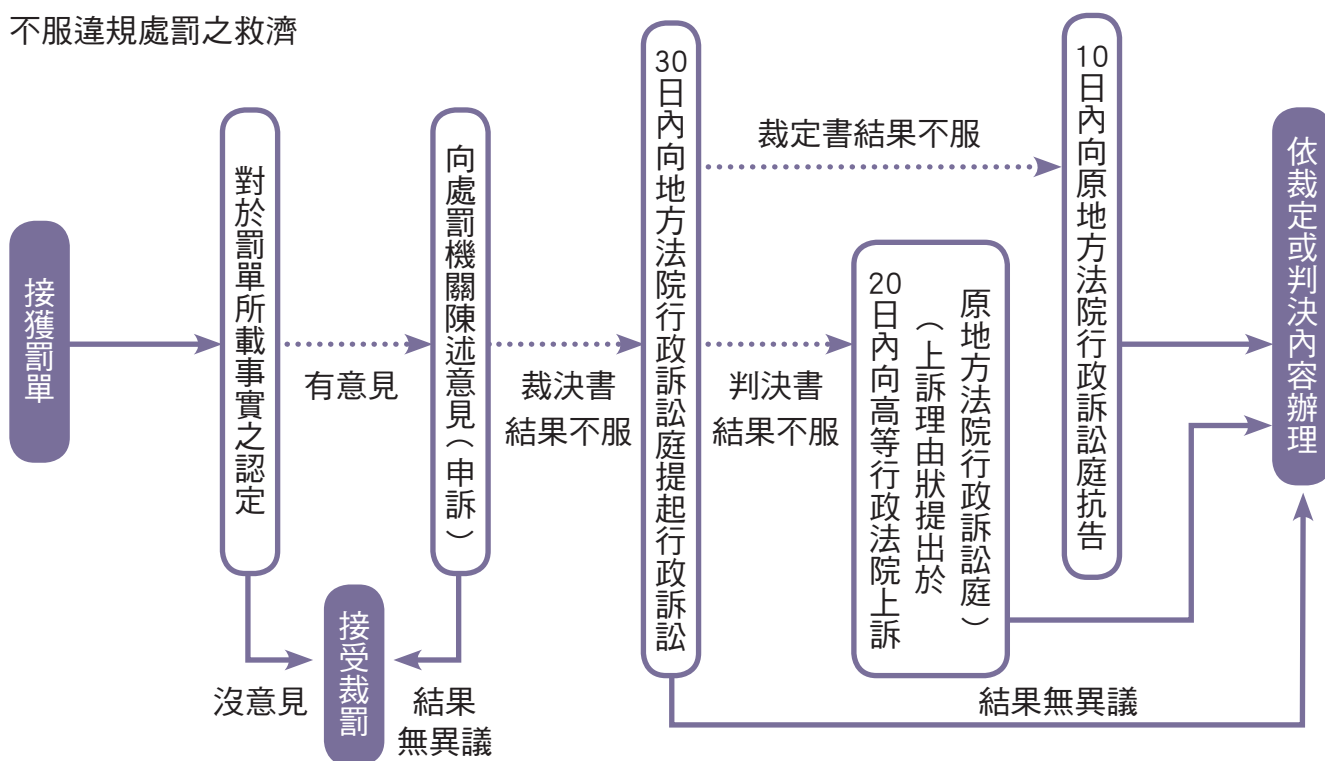 不服違規處罰之救濟
接獲罰單
對於罰單所載事實之認定
有意見
沒意見
向處罰機關陳述意見（申訴）
接受裁罰
結果
無異議
裁決書
結果不服
30日內向地方法院行政訴訟庭提起行政訴訟
裁定書結果不服
判決書
結果不服
20日內向高等行政法院上訴
（上訴理由狀提出於
原地方法院行政訴訟庭）
10日內向原地方法院行政訴訟庭抗告
結果無異議
依裁定或判決內容辦理